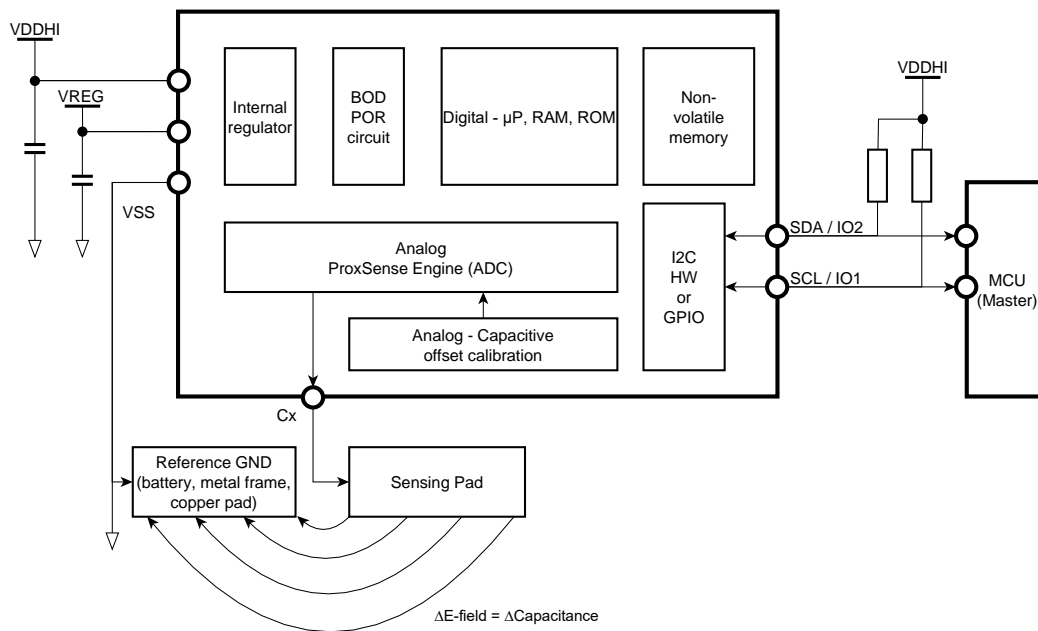 VDDHI
VREG
VSS
Internal
regulator
BOD
POR
circuit
Digital - µP, RAM, ROM
Non-
volatile
memory
Analog
ProxSense Engine (ADC)
Analog - Capacitive
offset calibration
I2C
HW
or
GPIO
VDDHI
SDA / IO2
SCL / IO1
MCU
(Master)
Cx
Reference GND
(battery, metal frame,
copper pad)
Sensing Pad
ΔE-field = ΔCapacitance